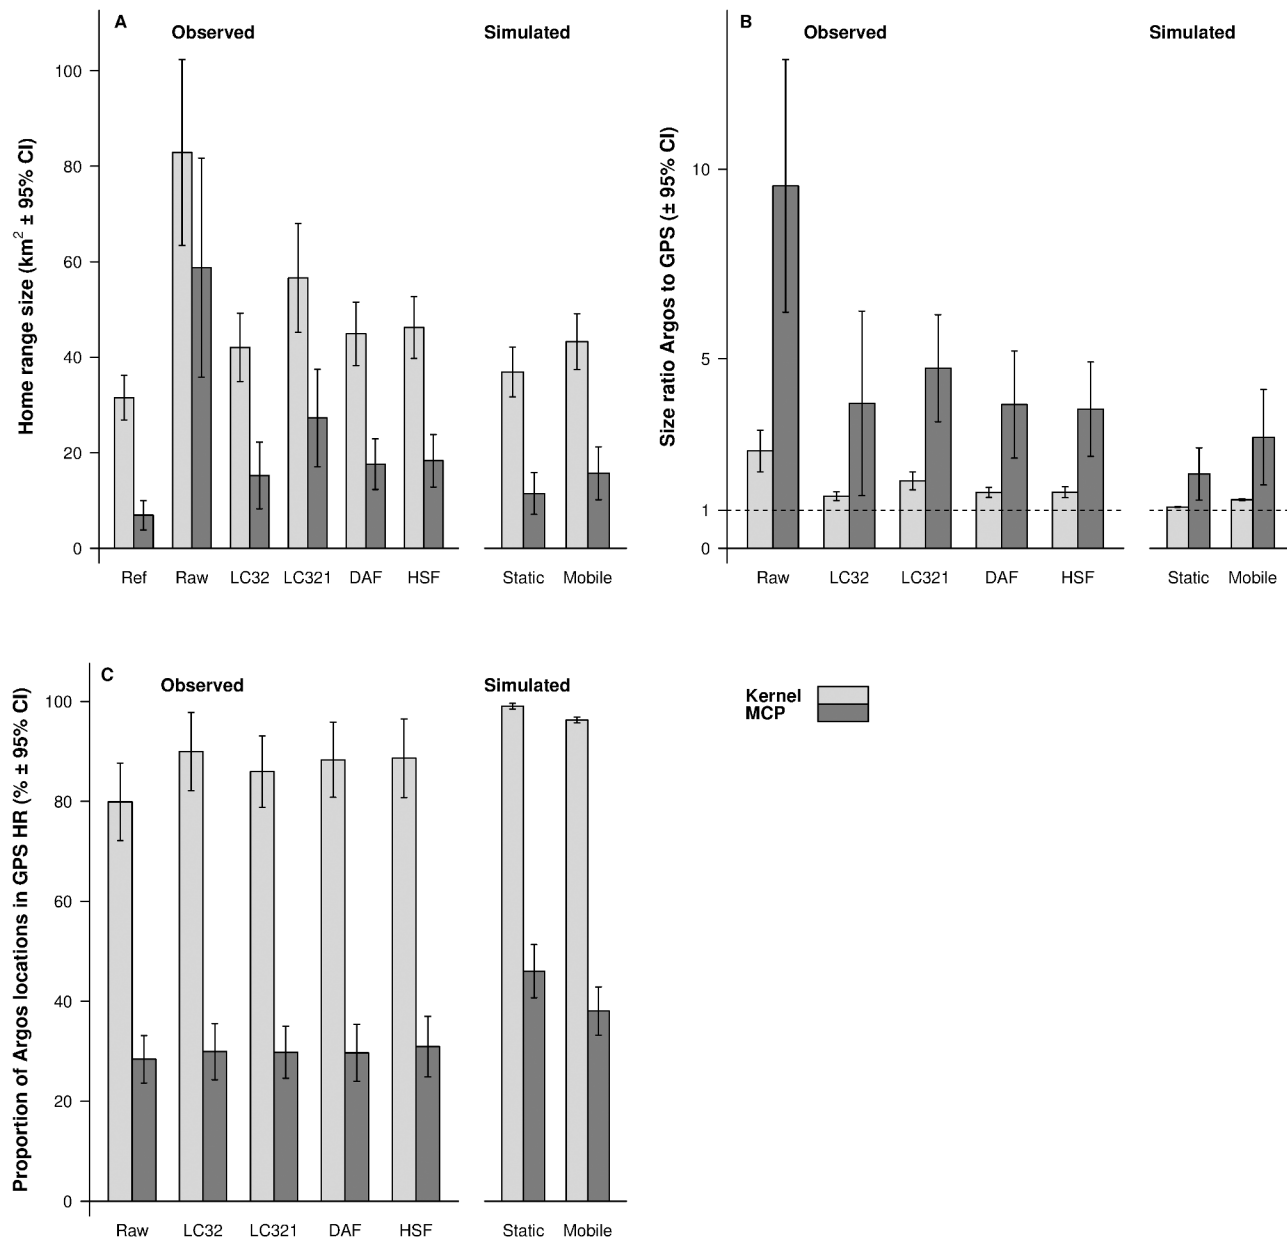 A
Observed
Simulated
Home range size (km² ± 95% CI)
100
80
60
40
20
0
Ref Raw LC32 LC321 DAF HSF Static Mobile
B
Observed
Simulated
Size ratio Argos to GPS (± 95% CI)
10
5
1
0
Raw LC32 LC321 DAF HSF Static Mobile
C
Observed
Simulated
Proportion of Argos locations in GPS HR (% ± 95% CI)
100
80
60
40
20
0
Raw LC32 LC321 DAF HSF Static Mobile
Kernel
MCP